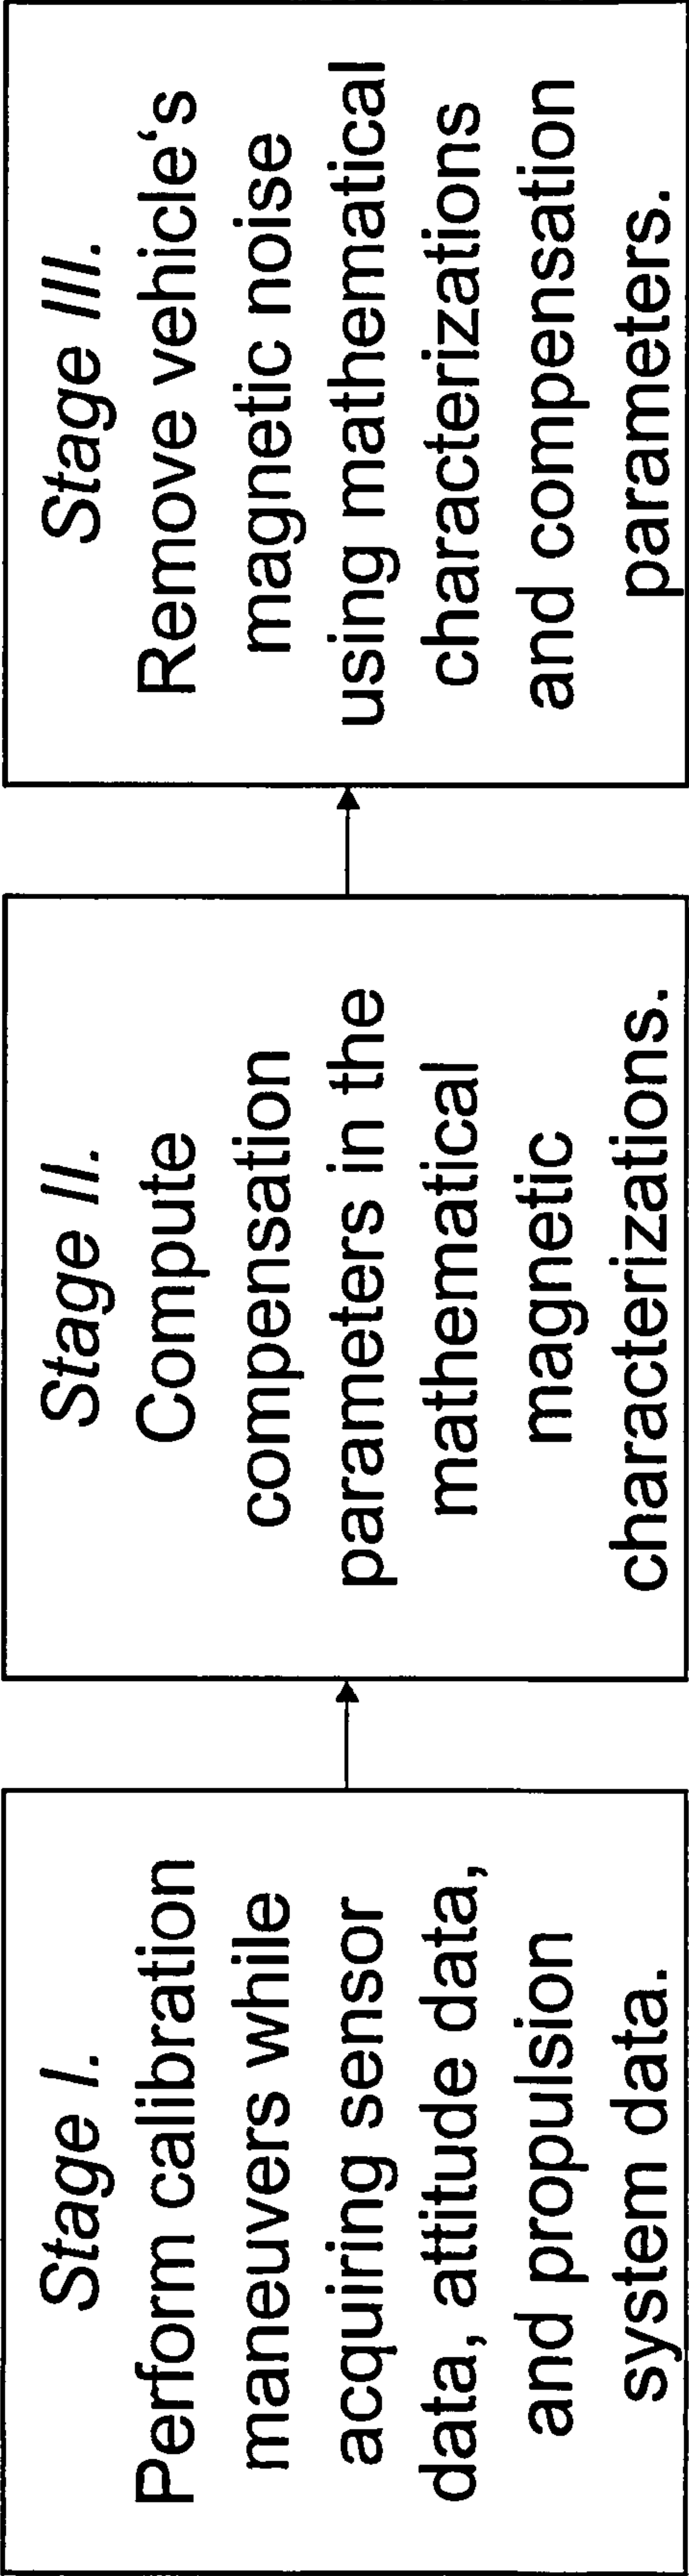 Stage I.
Perform calibration
maneuvers while
acquiring sensor
data, attitude data,
and propulsion
system data.
Stage II.
Compute
compensation
parameters in the
mathematical
magnetic
characterizations.
Stage III.
Remove vehicle‘s
magnetic noise
using mathematical
characterizations
and compensation
parameters.